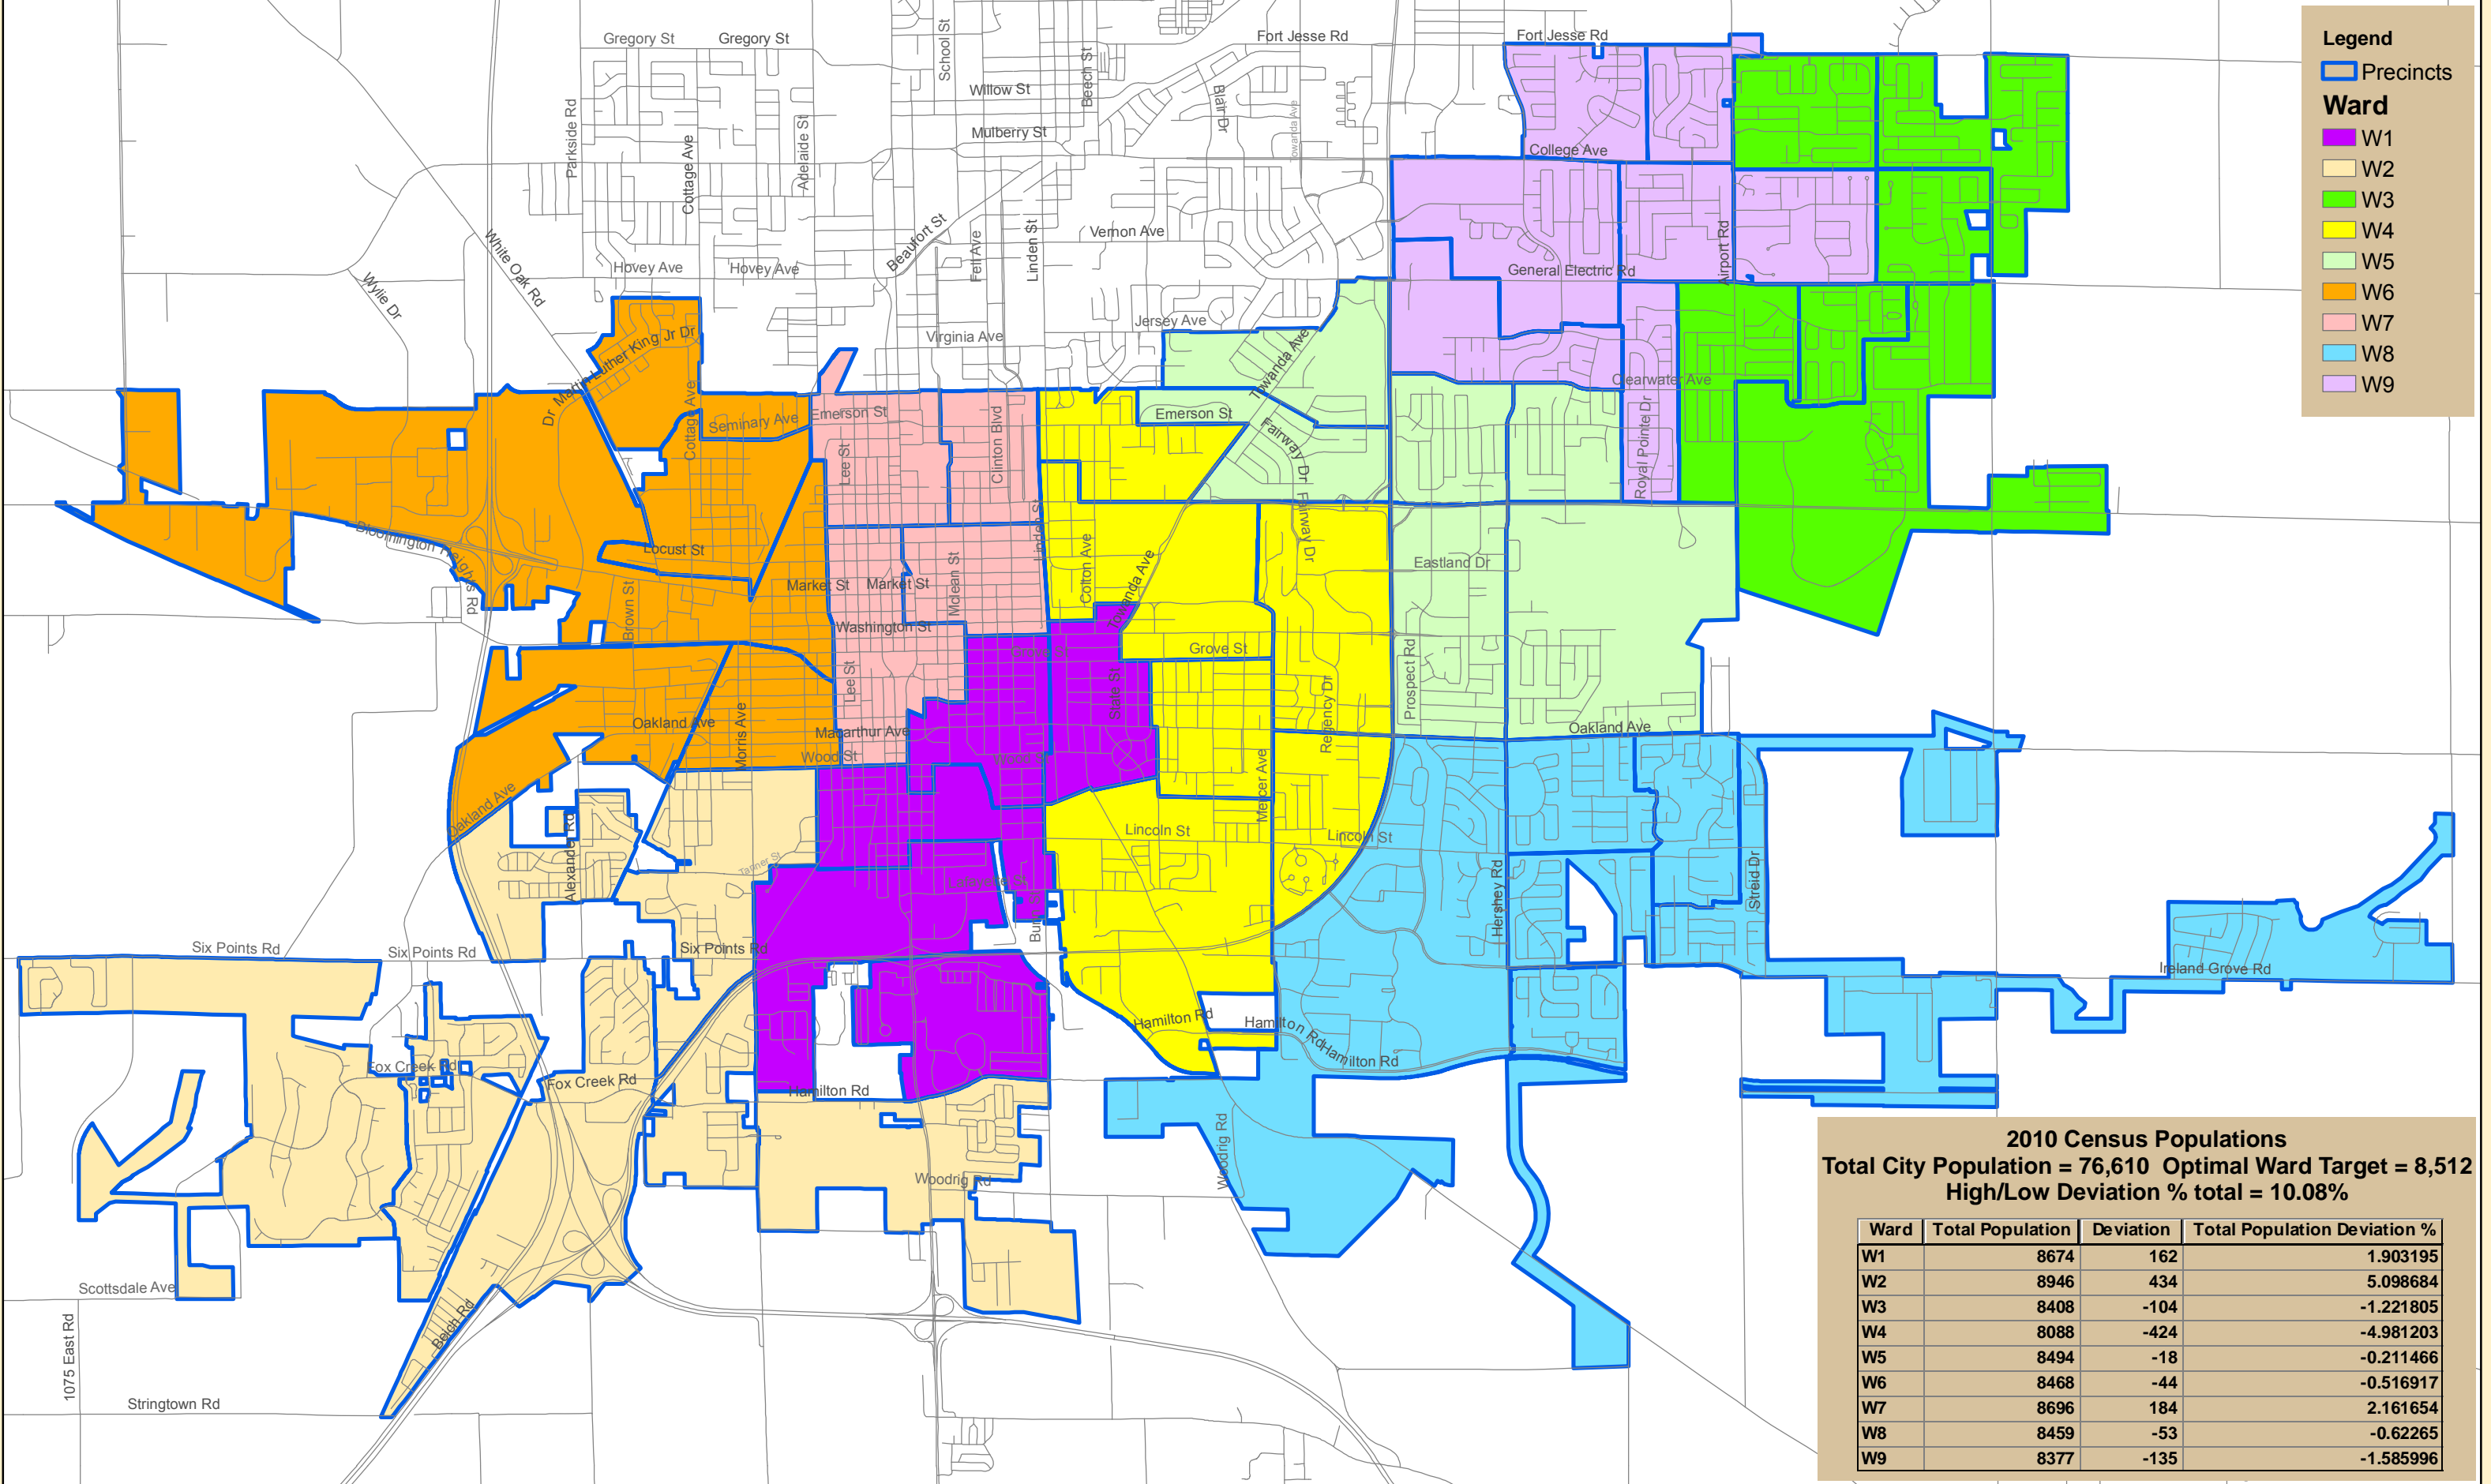 Gregory St
Gregory St
School St
Fort Jesse Rd
Fort Jesse Rd
Parkside Rd
Cottage Ave
Adelaide St
Willow St
Beech St
Mulberry St
Blair Dr
Towanda Ave
College Ave
White Oak Rd
Wylie Dr
Hovey Ave
Hovey Ave
Beaufort St
Fell Ave
Linden St
Vernon Ave
General Electric Rd
Airport Rd
Dr Martin Luther King Jr Dr
Virginia Ave
Jersey Ave
Towanda Ave
Clearwater Ave
Cottage Ave
Seminary Ave
Emerson St
Emerson St
Lee St
Clinton Blvd
Fairway Dr
Royal Pointe Dr
Bloomington Heights Rd
Locust St
Linden St
Colton Ave
Towanda Ave
Fairway Dr
Eastland Dr
Brown St
Market St
Market St
Mclean St
Washington St
Grove St
Grove St
Lee St
State St
Prospect Rd
Regency Dr
Oakland Ave
Morris Ave
Macarthur Ave
Wood St
Wood St
Mercer Ave
Oakland Ave
Oakland Ave
Alexander Rd
Tanner St
Lincoln St
Lincoln St
Lafayette St
Hershey Rd
Streid Dr
Six Points Rd
Six Points Rd
Six Points Rd
Ireland Grove Rd
Fox Creek Rd
Fox Creek Rd
Hamilton Rd
Hamilton Rd
Hamilton Rd
Hamilton Rd
Woodrig Rd
Woodrig Rd
Scottsdale Ave
1075 East Rd
Beich Rd
Stringtown Rd
Legend
Precincts
Ward
W1
W2
W3
W4
W5
W6
W7
W8
W9
2010 Census Populations
Total City Population = 76,610 Optimal Ward Target = 8,512
High/Low Deviation % total = 10.08%
Ward Total Population Deviation Total Population Deviation %
W1 8674 162 1.903195
W2 8946 434 5.098684
W3 8408 -104 -1.221805
W4 8088 -424 -4.981203
W5 8494 -18 -0.211466
W6 8468 -44 -0.516917
W7 8696 184 2.161654
W8 8459 -53 -0.62265
W9 8377 -135 -1.585996